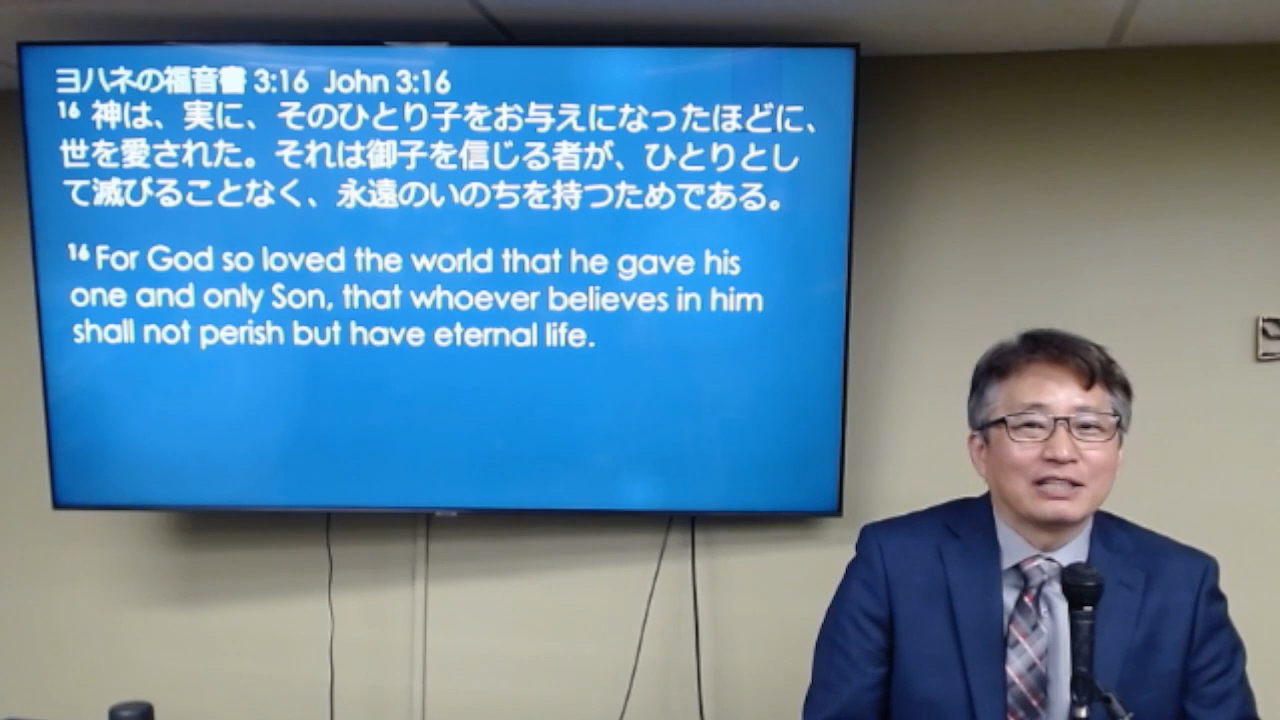 ヨハネの福音書 3:16 John 3:16
16 神は、実に、そのひとり子をお与えになったほどに、
世を愛された。それは御子を信じる者が、ひとりとし
て滅びることなく、永遠のいのちを持つためである。
16 For God so loved the world that he gave his
one and only Son, that whoever believes in him
shall not perish but have eternal life.